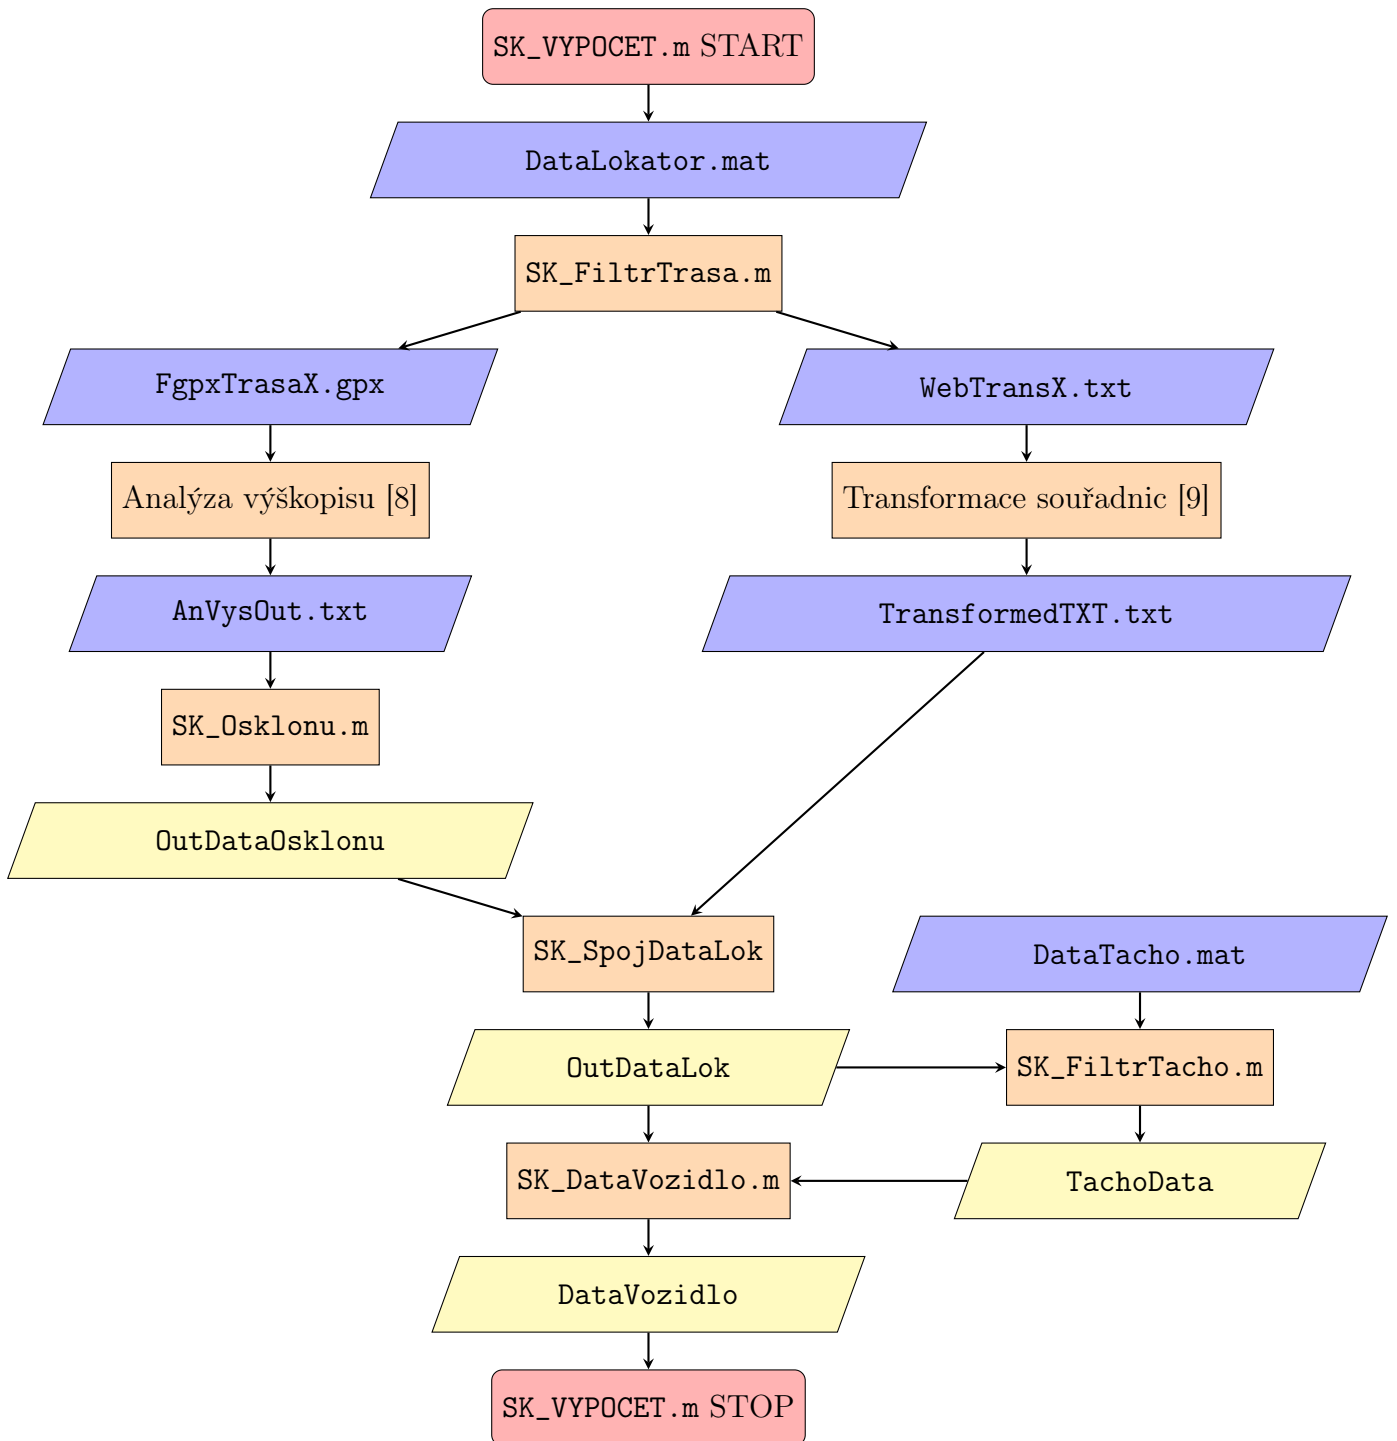 SK_VYPOCET.m START
DataLokator.mat
SK_FiltrTrasa.m
FgpxTrasaX.gpx
WebTransX.txt
Analýza výškopisu [8]
Transformace souřadnic [9]
AnVysOut.txt
TransformedTXT.txt
SK_Osklonu.m
OutDataOsklonu
SK_SpojDataLok
DataTacho.mat
OutDataLok
SK_FiltrTacho.m
SK_DataVozidlo.m
TachoData
DataVozidlo
SK_VYPOCET.m STOP